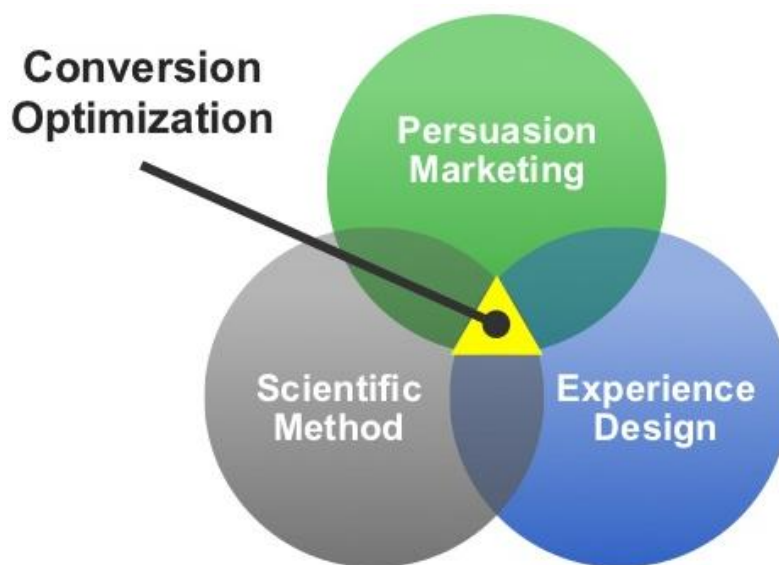 Conversion
Optimization
Persuasion
Marketing
Scientific
Method
Experience
Design